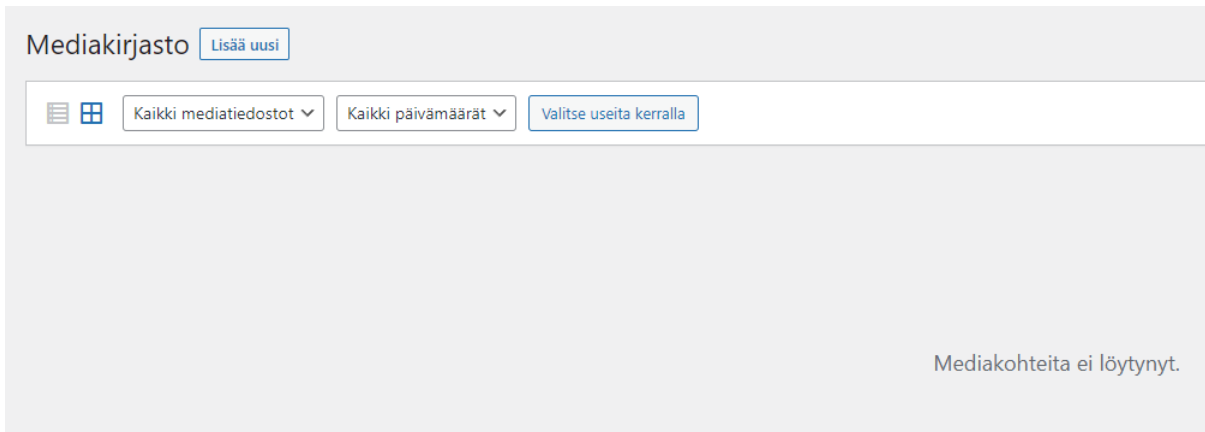 Mediakirjasto Lisää uusi
Kaikki mediatiedostot Kaikki päivämäärät Valitse useita kerralla
Mediakohteita ei löytynyt.